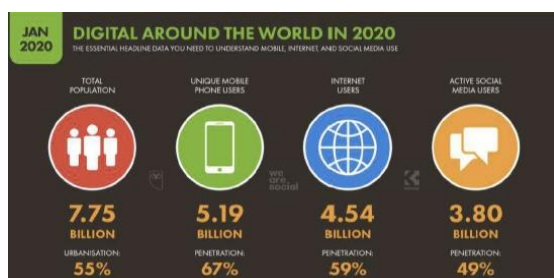 JAN
2020
DIGITAL AROUND THE WORLD IN 2020
THE ESSENTIAL HEADLINE DATA YOU NEED TO UNDERSTAND MOBILE, INTERNET, AND SOCIAL MEDIA USE
TOTAL
POPULATION
UNIQUE MOBILE
PHONE USERS
INTERNET
USERS
ACTIVE SOCIAL
MEDIA USERS
we
are
social
7.75
BILLION
URBANISATION:
55%
5.19
BILLION
PENETRATION:
67%
4.54
BILLION
PENETRATION:
59%
3.80
BILLION
PENETRATION:
49%